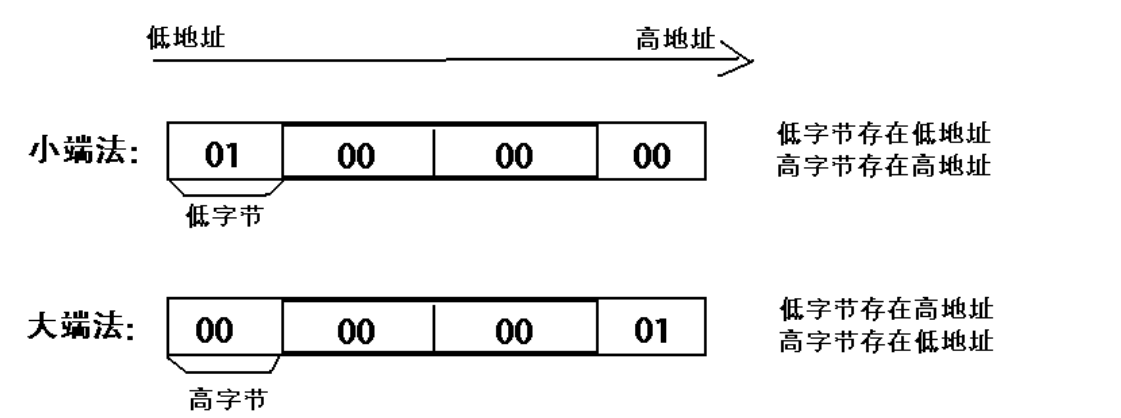 低地址 高地址
小端法: 01 00 00 00 低字节存在低地址
高字节存在高地址
低字节
大端法: 00 00 00 01 低字节存在高地址
高字节存在低地址
高字节